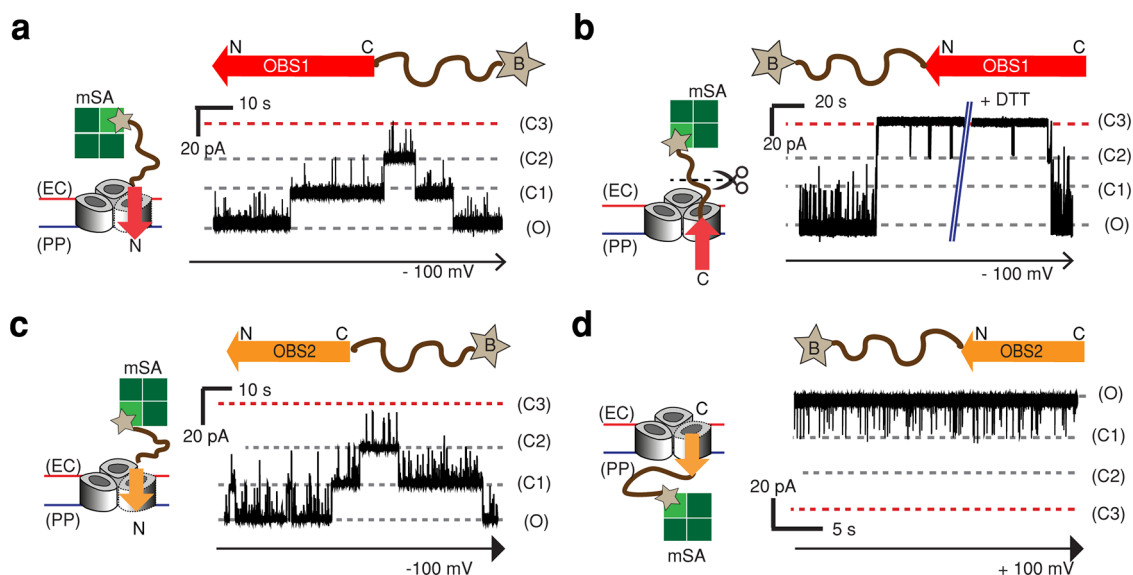 a
N
C
OBS1
B
mSA
10 s
20 pA
(C3)
(C2)
(C1)
(O)
(EC)
(PP)
N
- 100 mV
b
B
N
C
OBS1
mSA
20 s
20 pA
+ DTT
(C3)
(C2)
(C1)
(O)
(EC)
(PP)
C
- 100 mV
c
N
C
OBS2
B
mSA
10 s
20 pA
(C3)
(C2)
(C1)
(O)
(EC)
(PP)
N
-100 mV
d
B
N
C
OBS2
(EC)
C
(PP)
mSA
(O)
(C1)
(C2)
(C3)
20 pA
5 s
+ 100 mV